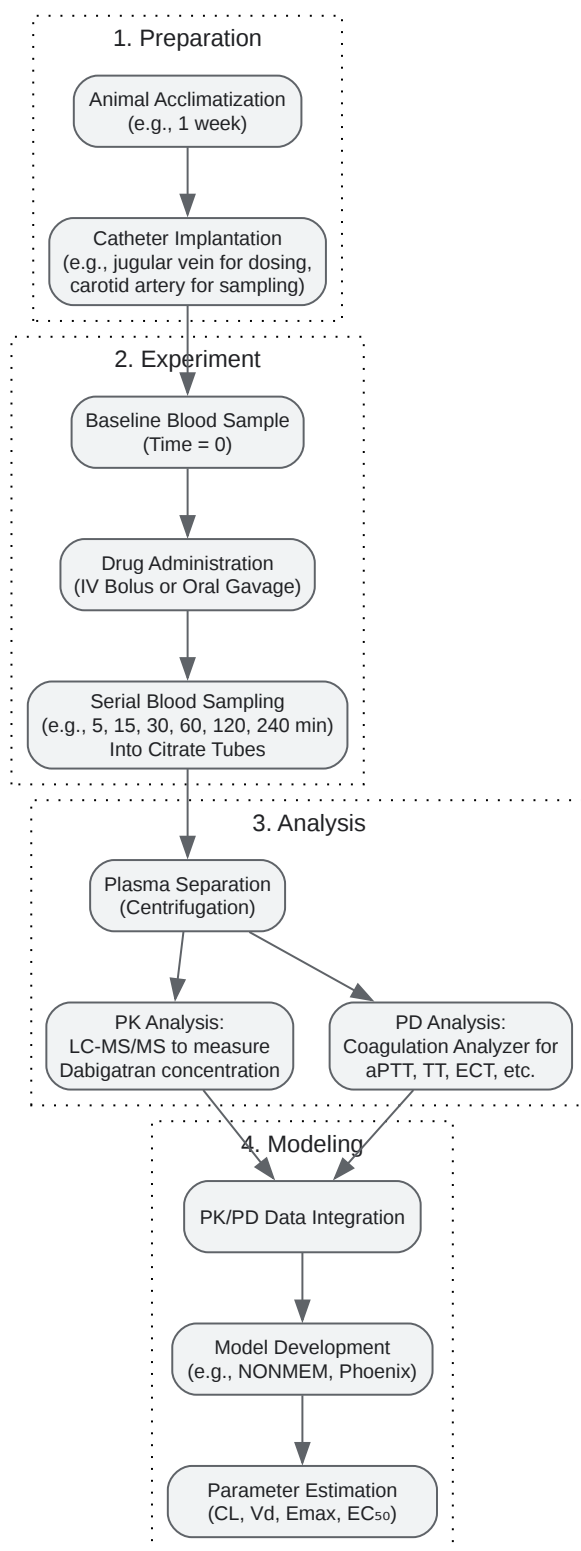 1. Preparation
Animal Acclimatization
(e.g., 1 week)
Catheter Implantation
(e.g., jugular vein for dosing,
carotid artery for sampling)
2. Experiment
Baseline Blood Sample
(Time = 0)
Drug Administration
(IV Bolus or Oral Gavage)
Serial Blood Sampling
(e.g., 5, 15, 30, 60, 120, 240 min)
Into Citrate Tubes
3. Analysis
Plasma Separation
(Centrifugation)
PK Analysis:
LC-MS/MS to measure
Dabigatran concentration
PD Analysis:
Coagulation Analyzer for
aPTT, TT, ECT, etc.
4. Modeling
PK/PD Data Integration
Model Development
(e.g., NONMEM, Phoenix)
Parameter Estimation
(CL, Vd, Emax, EC₅₀)